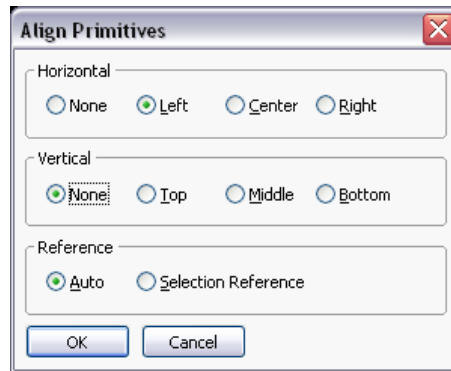 Align Primitives
Horizontal
None Left Center Right
Vertical
None Top Middle Bottom
Reference
Auto Selection Reference
OK Cancel